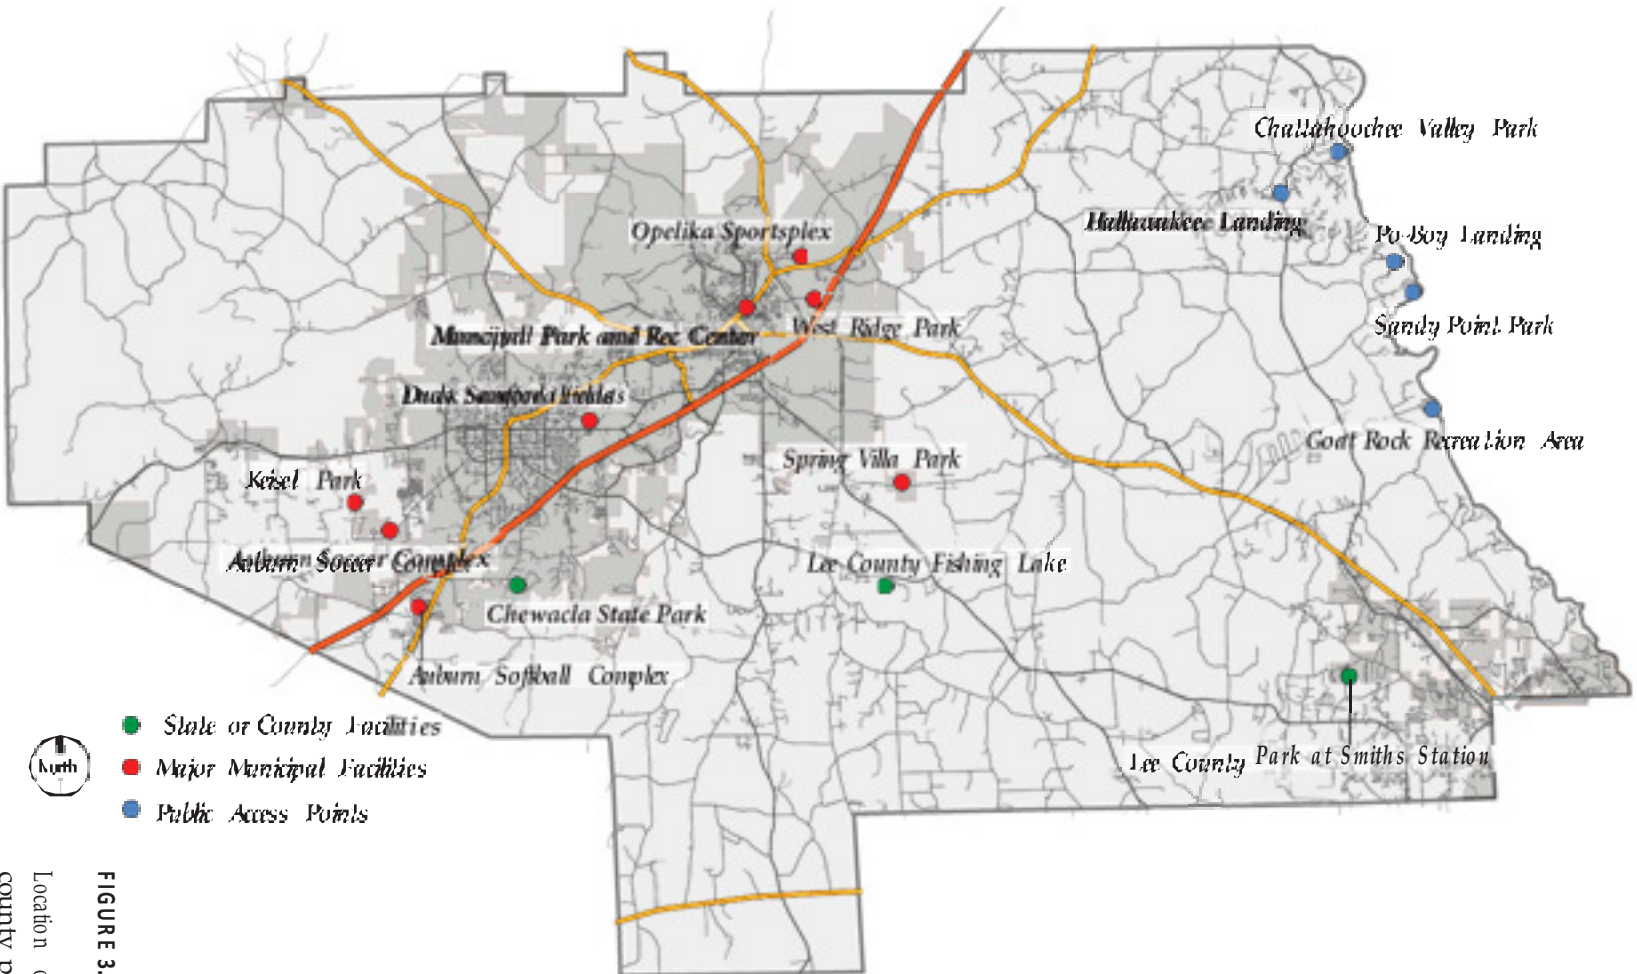 Chattahoochee Valley Park
Halawakee Landing
Po-Boy Landing
Opelika Sportsplex
Sandy Point Park
West Ridge Park
Municipal Park and Rec Center
Duck Samford Fields
Goat Rock Recreation Area
Spring Villa Park
Keisel Park
Auburn Soccer Complex
Lee County Fishing Lake
Chewacla State Park
Auburn Softball Complex
State or County Facilities
North
Major Municipal Facilities
Lee County Park at Smiths Station
Public Access Points
FIGURE 3.
Location
county